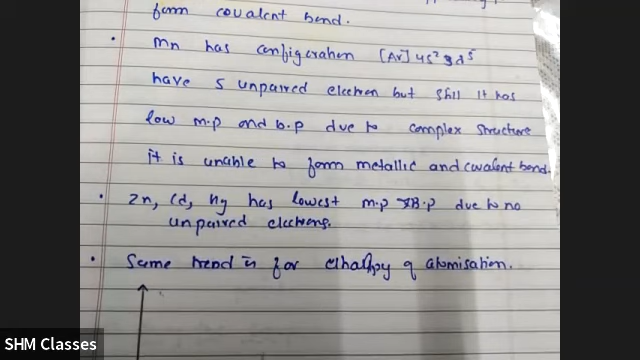 form covalent bond.
• Mn has configeration [Ar] 4s² 3d⁵
have 5 unpaired electron but still it has
low m.p and b.p due to complex structure
it is unable to form metallic and covalent bond.
• Zn, Cd, Hg has lowest m.p & B.p due to no
unpaired electrons.
• Same trend is for ethalpy of atomisation.
SHM Classes